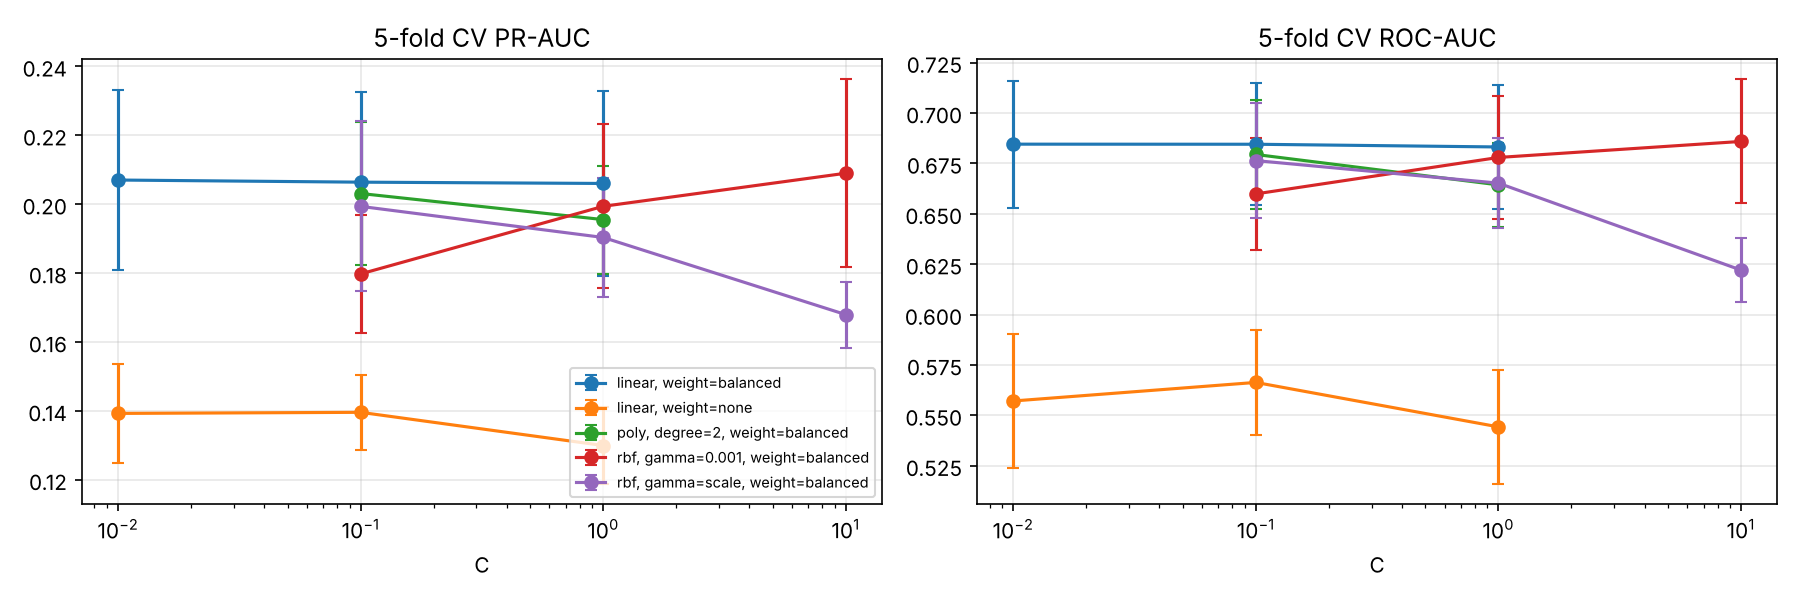 5-fold CV PR-AUC
0.24
0.22
0.20
0.18
0.16
0.14
0.12
linear, weight=balanced
linear, weight=none
poly, degree=2, weight=balanced
rbf, gamma=0.001, weight=balanced
rbf, gamma=scale, weight=balanced
10⁻² 10⁻¹ 10⁰ 10¹
C
5-fold CV ROC-AUC
0.725
0.700
0.675
0.650
0.625
0.600
0.575
0.550
0.525
10⁻² 10⁻¹ 10⁰ 10¹
C